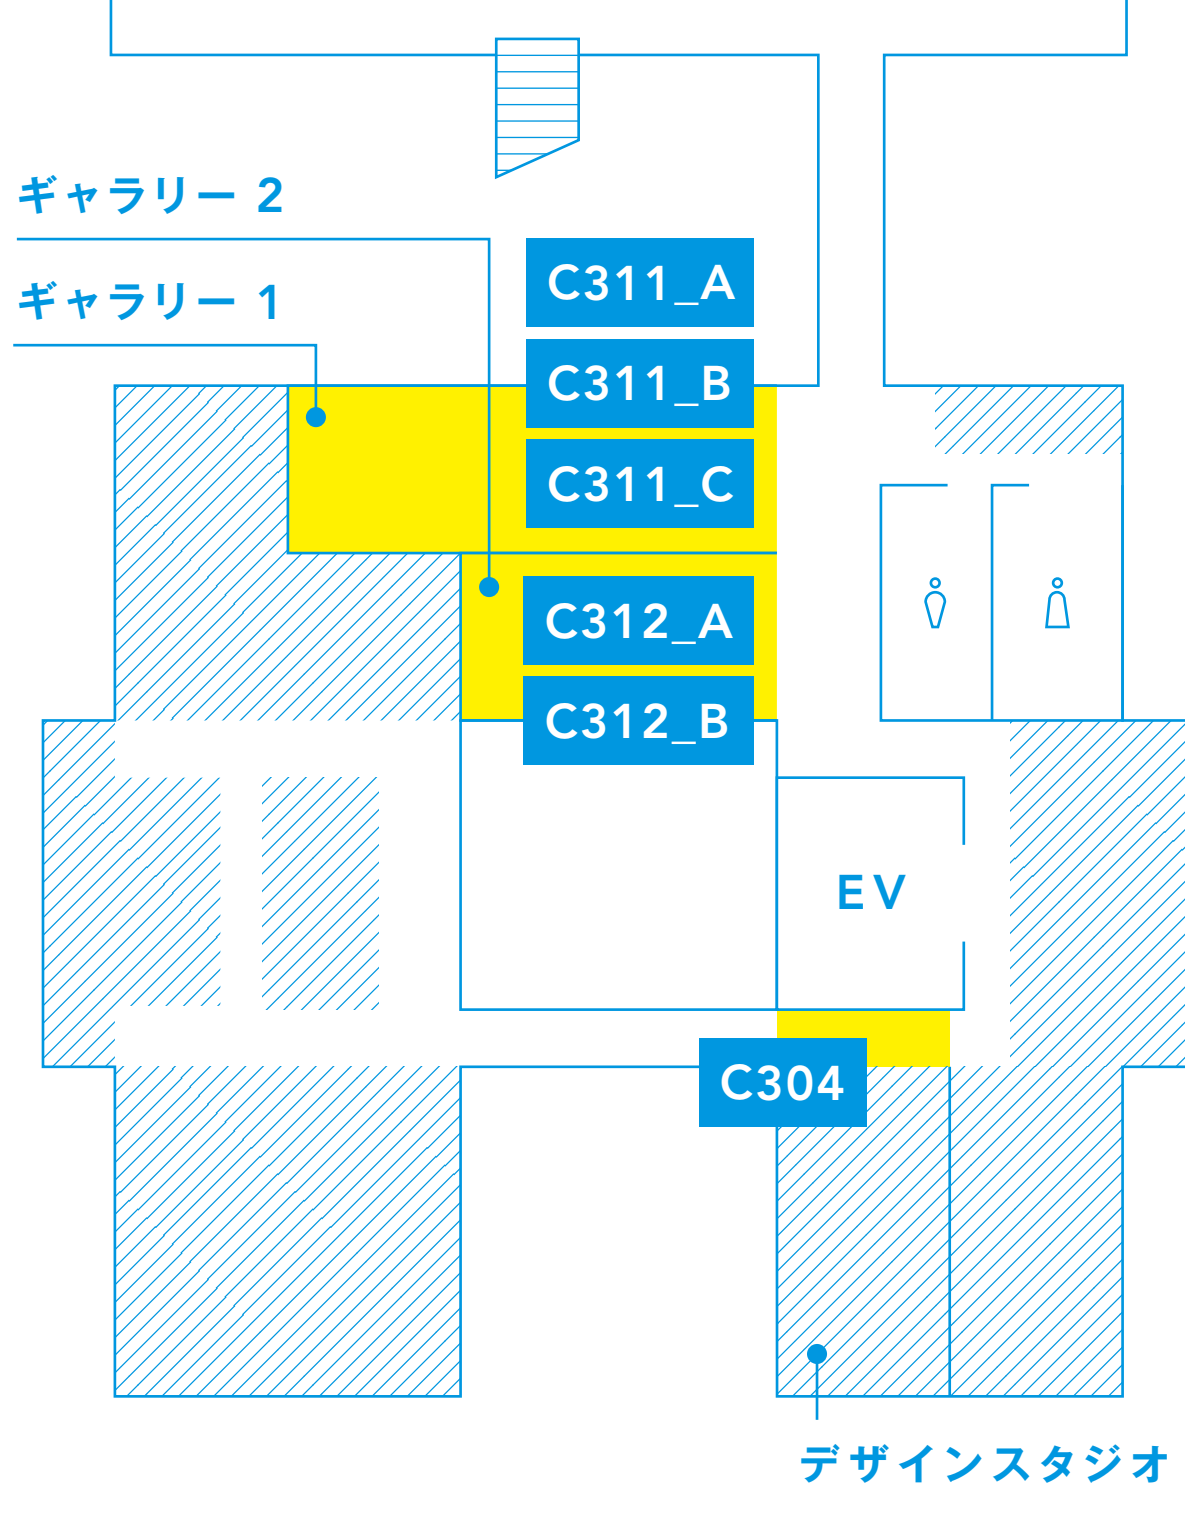 ギャラリー 2
ギャラリー 1
C311_A
C311_B
C311_C
C312_A
C312_B
EV
C304
デザインスタジオ